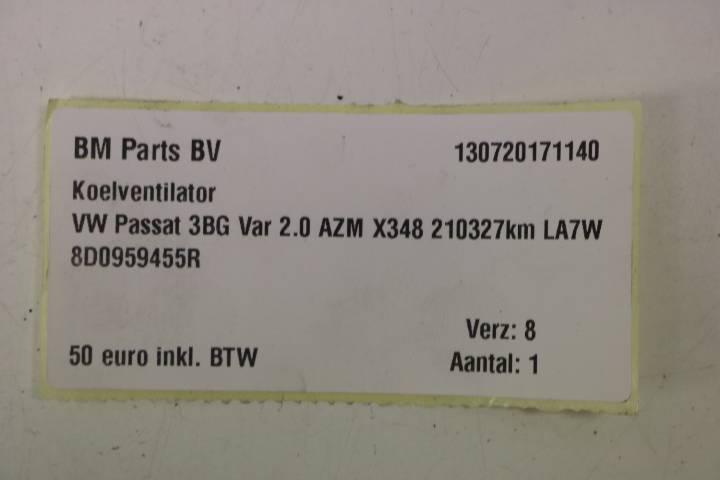 BM Parts BV 130720171140
Koelventilator
VW Passat 3BG Var 2.0 AZM X348 210327km LA7W
8D0959455R
Verz: 8
50 euro inkl. BTW Aantal: 1